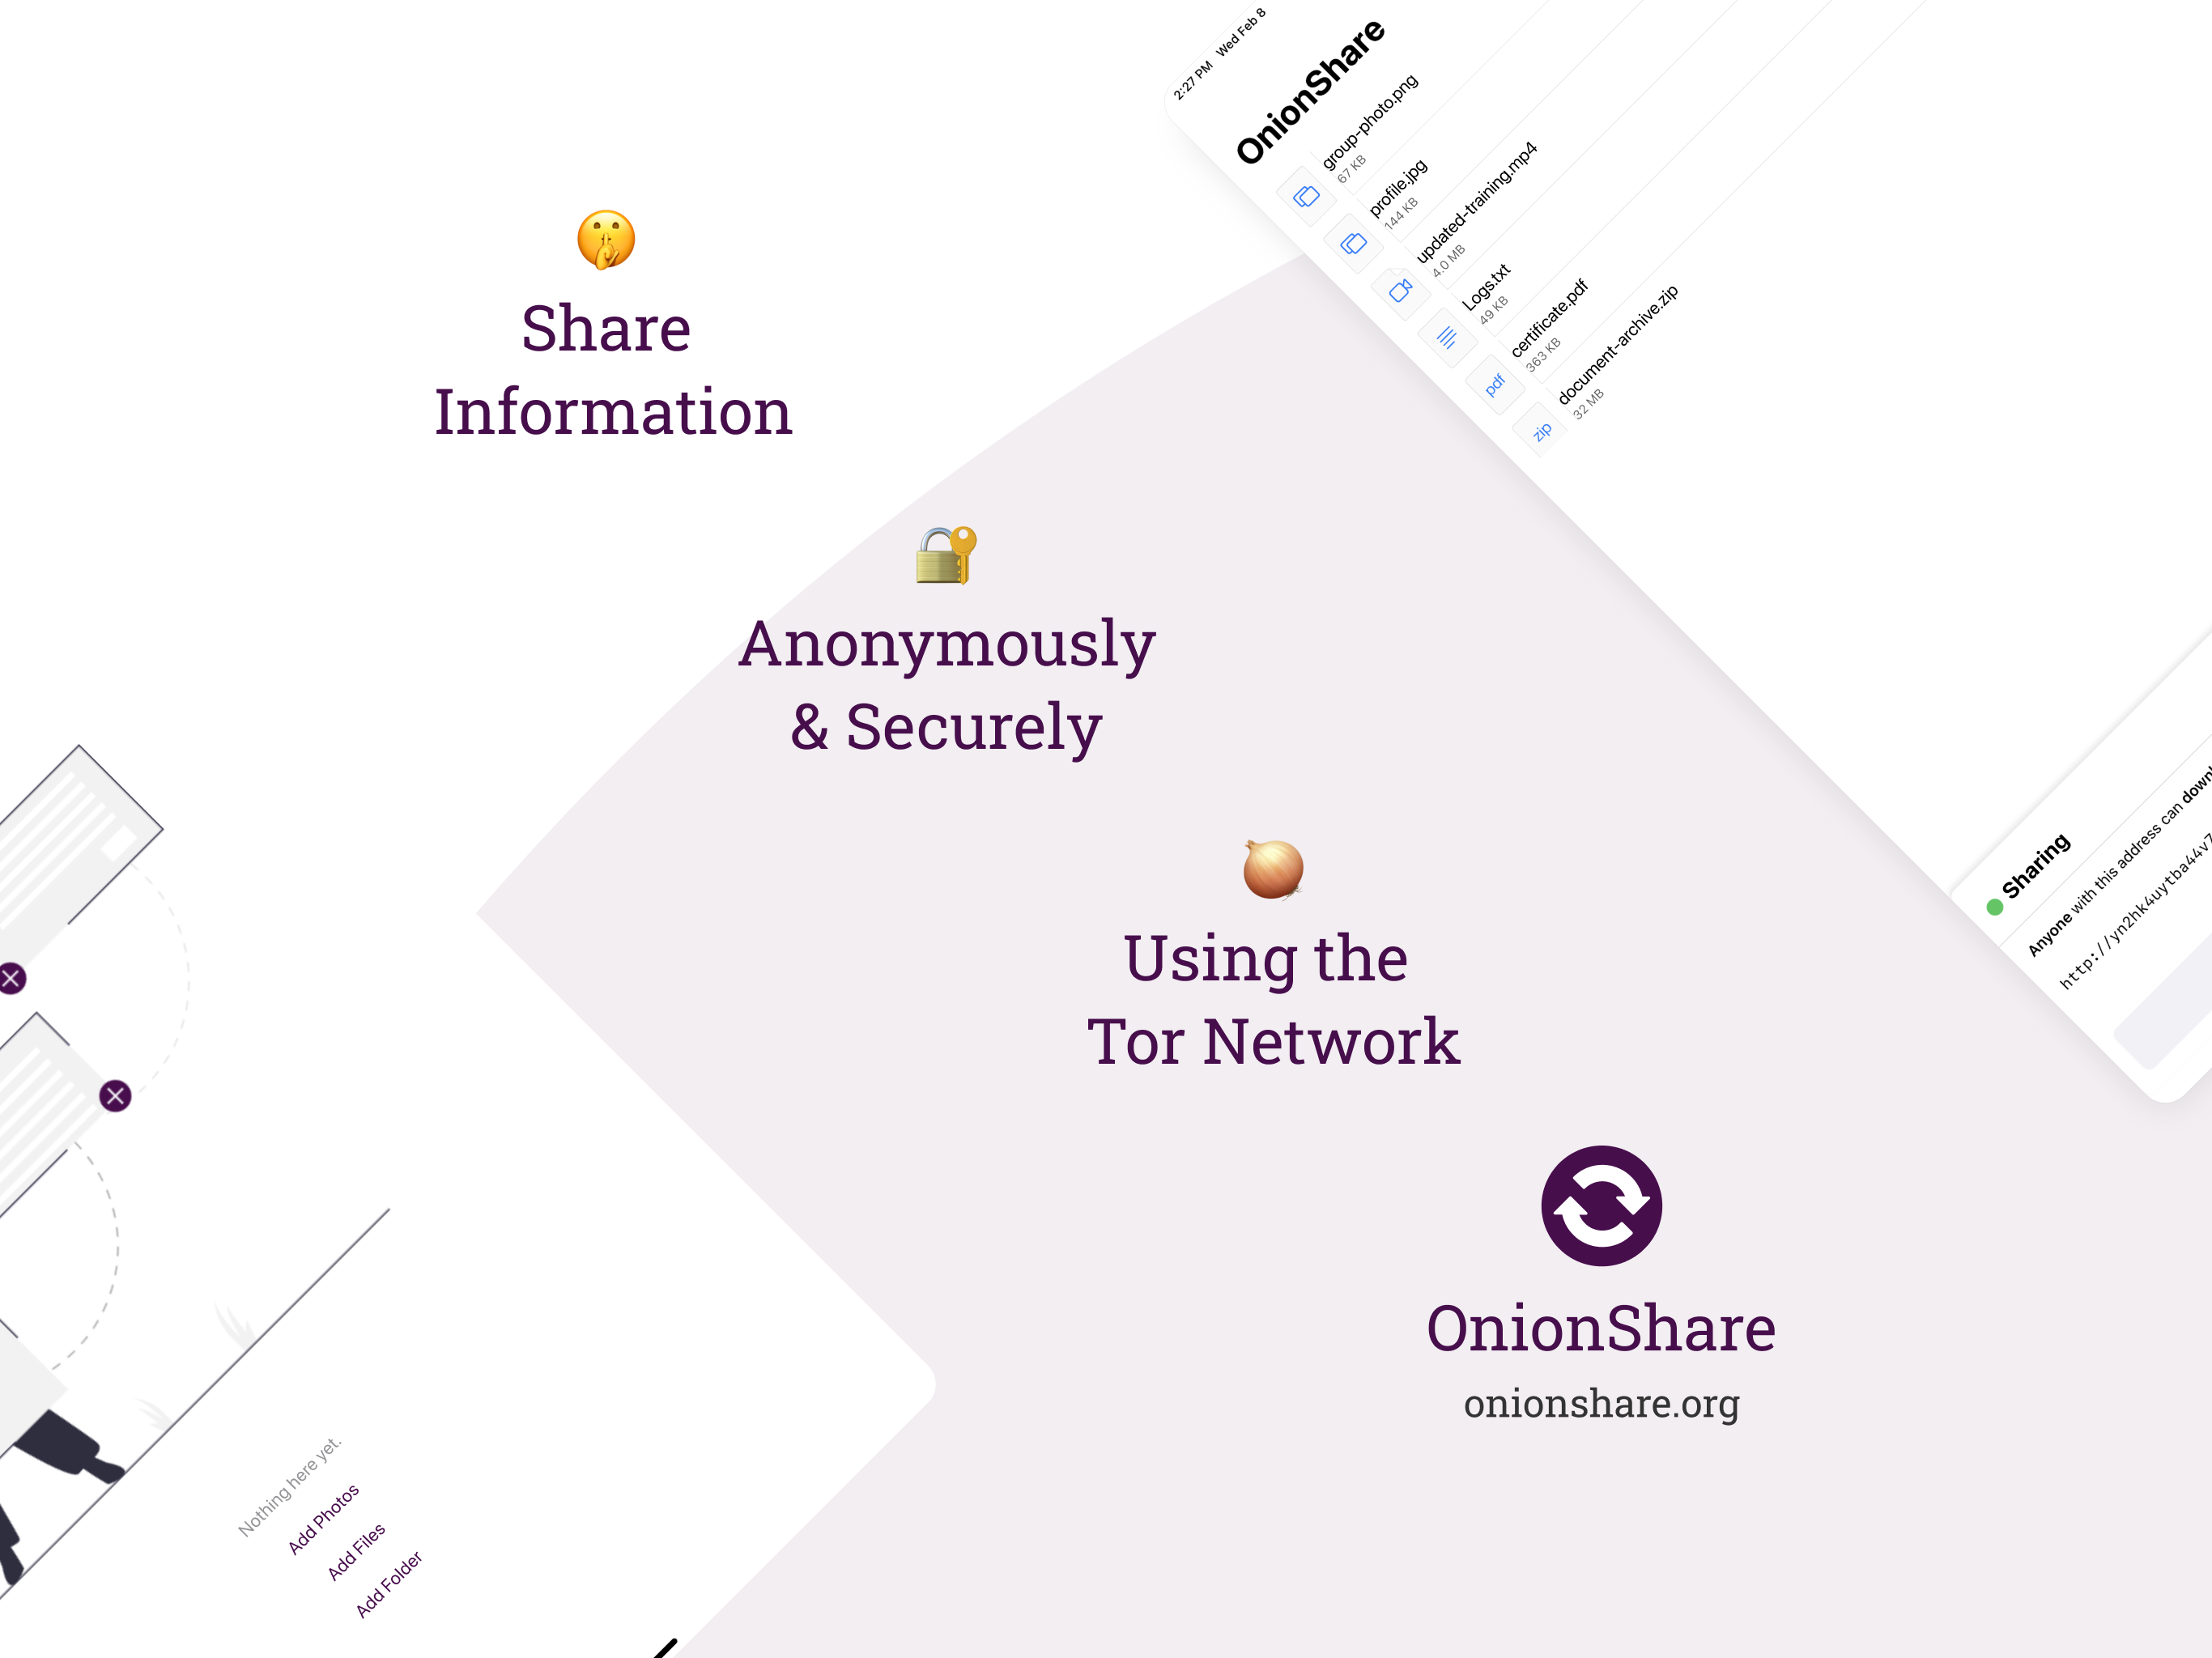 Share
Information
Anonymously
& Securely
Using the
Tor Network
OnionShare
onionshare.org
2:27 PM Wed Feb 8
OnionShare
group-photo.png
67 KB
profile.jpg
144 KB
updated-training.mp4
4.0 MB
Logs.txt
49 KB
certificate.pdf
363 KB
pdf
document-archive.zip
32 MB
zip
Sharing
Anyone with this address can
http://yn2hk4uytba44v7
Nothing here yet.
Add Photos
Add Files
Add Folder